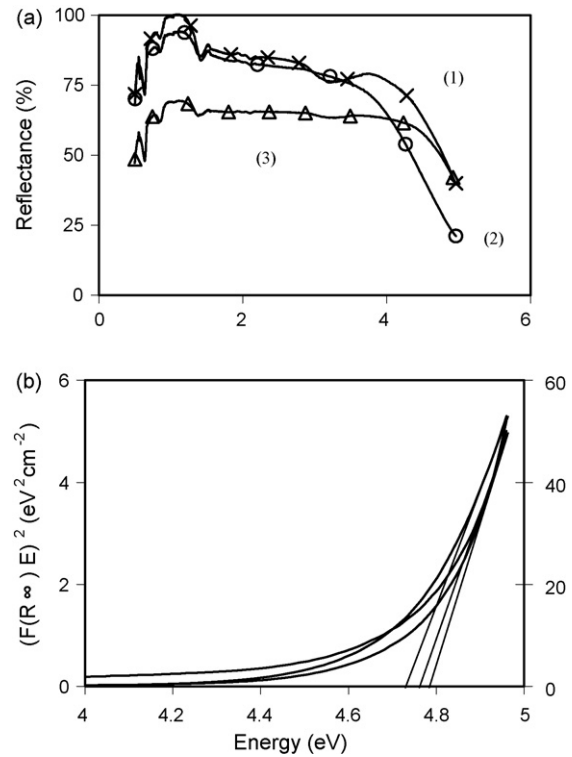 (a)
100
75
50
25
0
Reflectance (%)
(1)
(2)
(3)
0 2 4 6
(b)
6
4
2
0
(F(R∞) E)² (eV²cm⁻²)
60
40
20
0
4 4.2 4.4 4.6 4.8 5
Energy (eV)